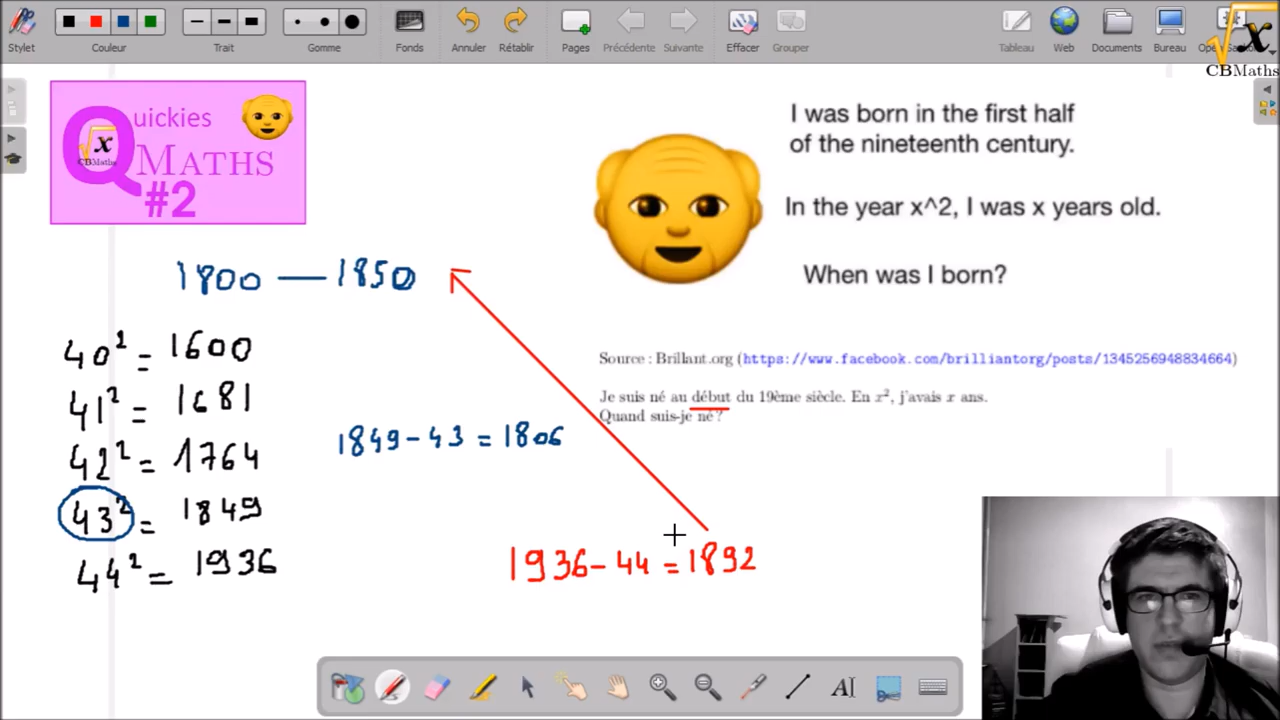 Stylet
Couleur
Trait
Gomme
Fonds
Annuler
Rétablir
Pages
Précédente
Suivante
Effacer
Grouper
Tableau
Web
Documents
Bureau
CBMaths
Quickies
MATHS
CBMaths
#2
I was born in the first half
of the nineteenth century.
In the year x^2, I was x years old.
When was I born?
1800 — 1850
40² = 1600
41² = 1681
42² = 1764
43² = 1849
44² = 1936
Source : Brillant.org (https://www.facebook.com/brilliantorg/posts/1345256948834664)
Je suis né au début du 19ème siècle. En x², j'avais x ans.
Quand suis-je né ?
1849 - 43 = 1806
1936 - 44 = 1892
AI